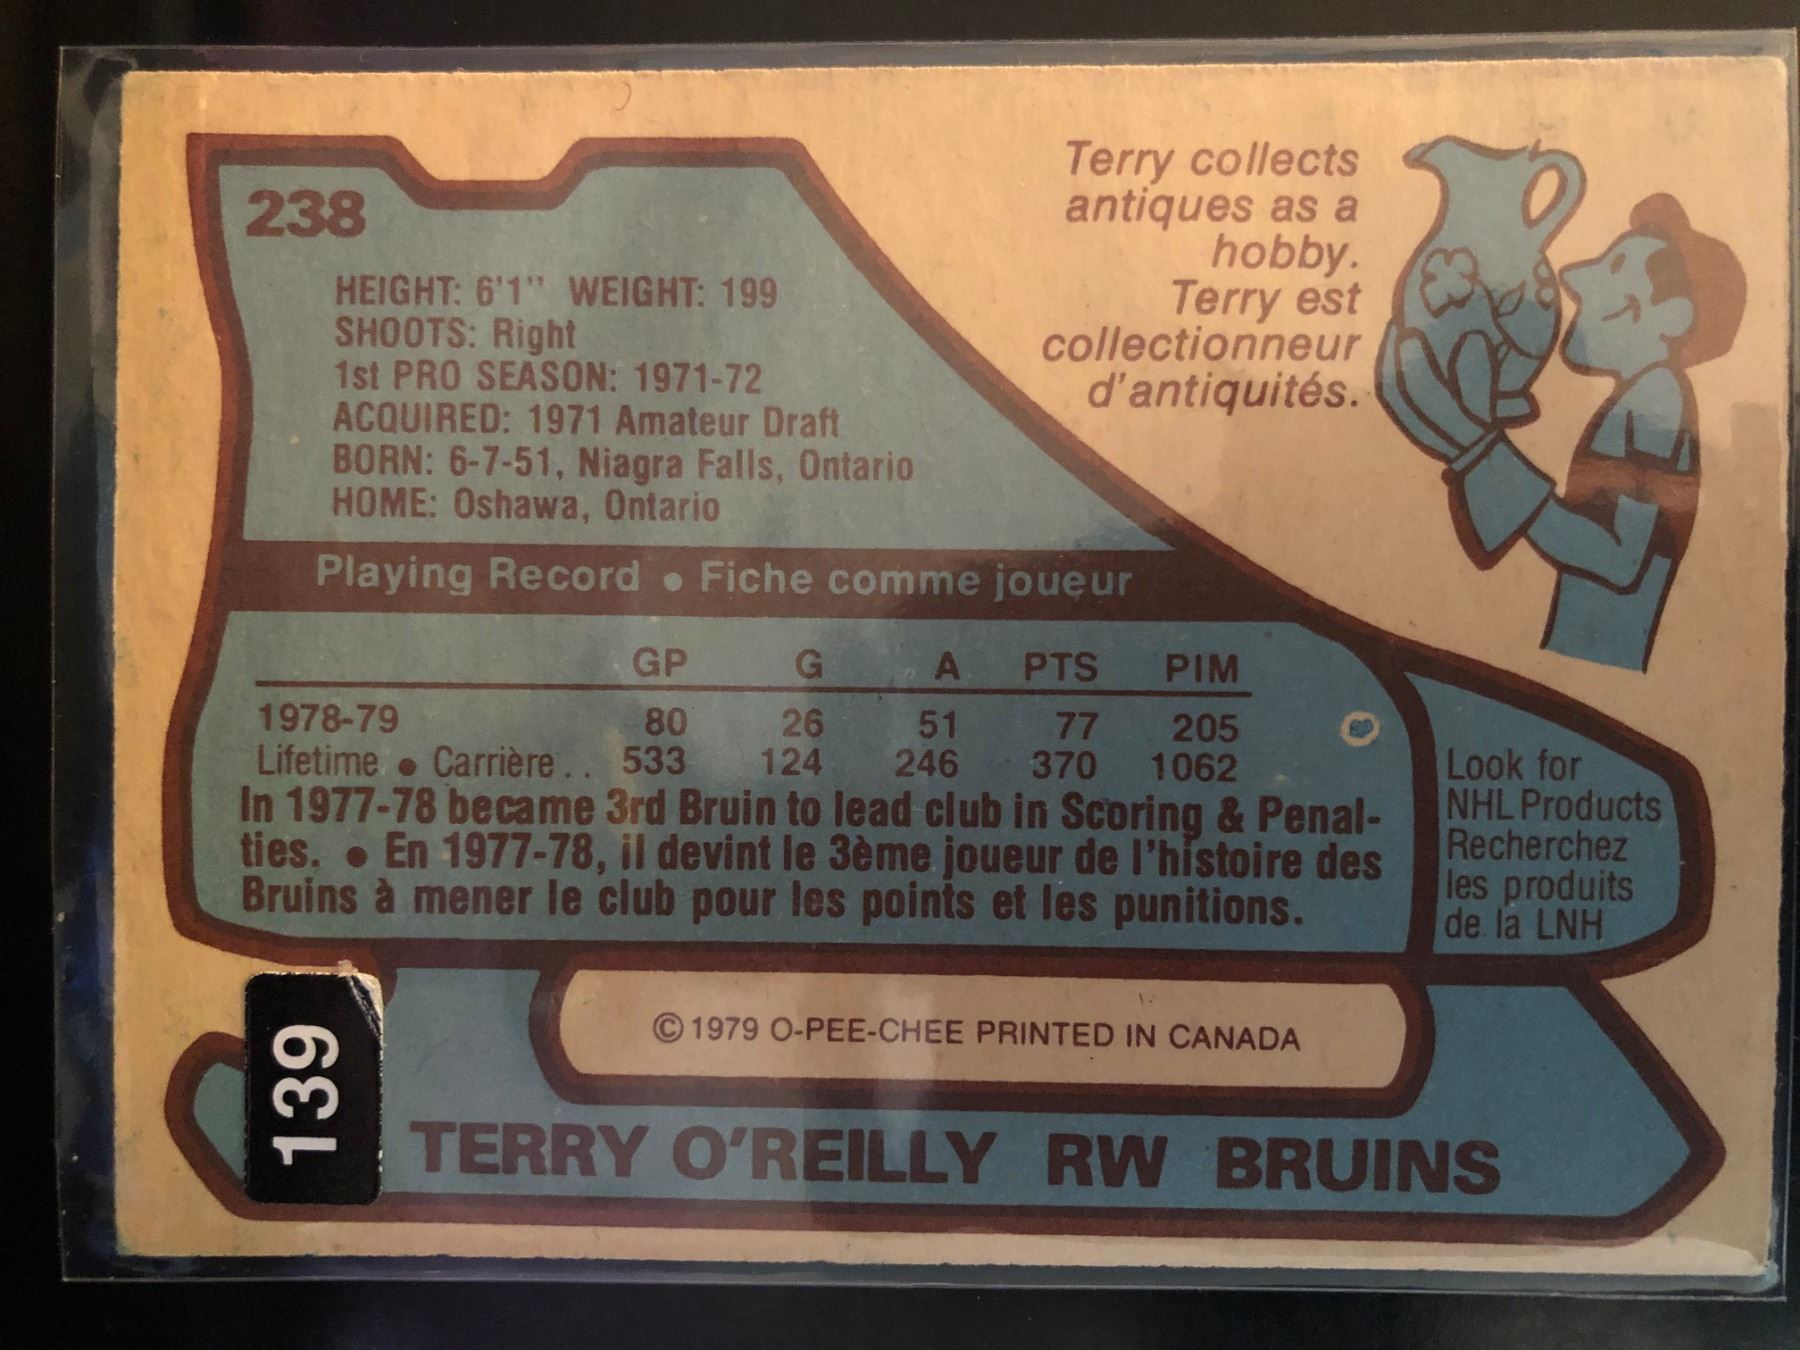 238
Terry collects
antiques as a
hobby.
Terry est
collectionneur
d'antiquités.
HEIGHT: 6'1" WEIGHT: 199
SHOOTS: Right
1st PRO SEASON: 1971-72
ACQUIRED: 1971 Amateur Draft
BORN: 6-7-51, Niagra Falls, Ontario
HOME: Oshawa, Ontario
Playing Record • Fiche comme joueur
GP G A PTS PIM
1978-79 80 26 51 77 205
Lifetime • Carrière .. 533 124 246 370 1062
In 1977-78 became 3rd Bruin to lead club in Scoring & Penal-
ties. • En 1977-78, il devint le 3ème joueur de l'histoire des
Bruins à mener le club pour les points et les punitions.
Look for
NHL Products
Recherchez
les produits
de la LNH
©1979 O-PEE-CHEE PRINTED IN CANADA
139
TERRY O'REILLY RW BRUINS